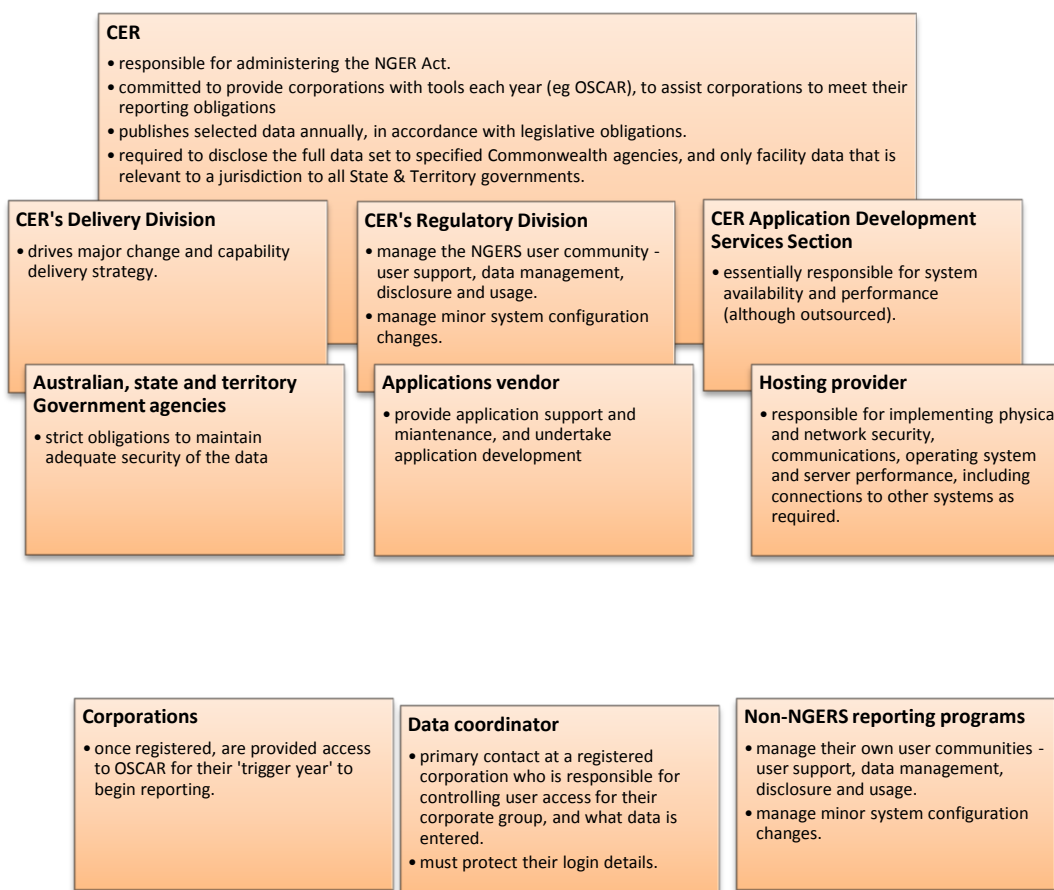 CER
• responsible for administering the NGER Act.
• committed to provide corporations with tools each year (eg OSCAR), to assist corporations to meet their
reporting obligations
• publishes selected data annually, in accordance with legislative obligations.
• required to disclose the full data set to specified Commonwealth agencies, and only facility data that is
relevant to a jurisdiction to all State & Territory governments.
CER's Delivery Division
• drives major change and capability
delivery strategy.
CER's Regulatory Division
• manage the NGERS user community -
user support, data management,
disclosure and usage.
• manage minor system configuration
changes.
CER Application Development
Services Section
• essentially responsible for system
availability and performance
(although outsourced).
Australian, state and territory
Government agencies
• strict obligations to maintain
adequate security of the data
Applications vendor
• provide application support and
miantenance, and undertake
application development
Hosting provider
• responsible for implementing physica
and network security,
communications, operating system
and server performance, including
connections to other systems as
required.
Corporations
• once registered, are provided access
to OSCAR for their 'trigger year' to
begin reporting.
Data coordinator
• primary contact at a registered
corporation who is responsible for
controlling user access for their
corporate group, and what data is
entered.
• must protect their login details.
Non-NGERS reporting programs
• manage their own user communities -
user support, data management,
disclosure and usage.
• manage minor system configuration
changes.